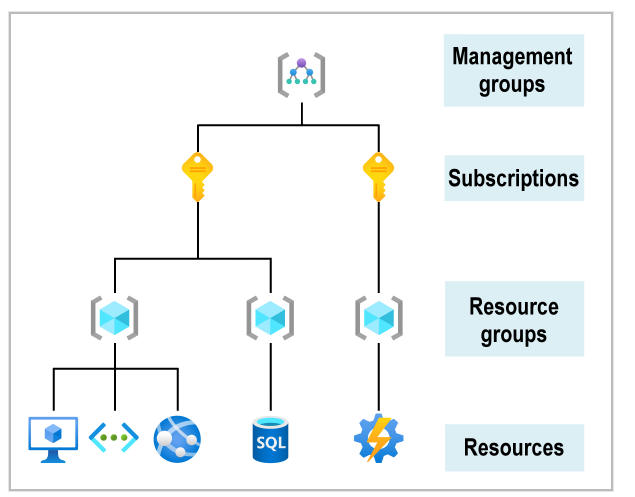 Management
groups
Subscriptions
Resource
groups
SQL
Resources